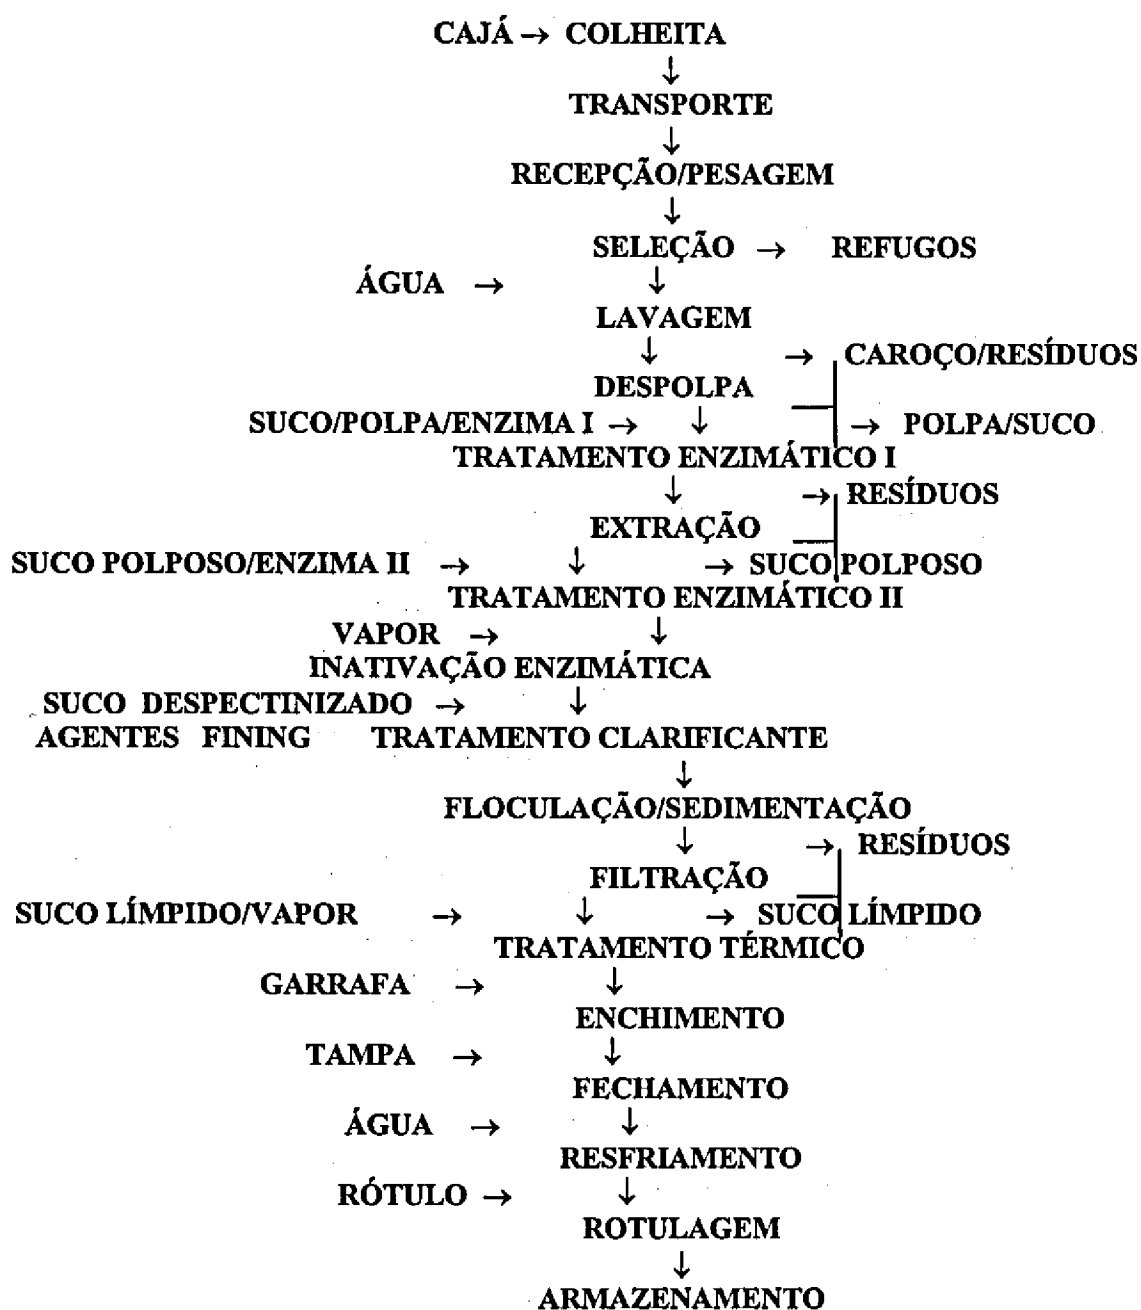 CAJÁ → COLHEITA
↓
TRANSPORTE
↓
RECEPÇÃO/PESAGEM
↓
SELEÇÃO → REFUGOS
ÁGUA → ↓
LAVAGEM
↓ → CAROÇO/RESÍDUOS
DESPOLPA
SUCO/POLPA/ENZIMA I → ↓ → POLPA/SUCO
TRATAMENTO ENZIMÁTICO I
↓ → RESÍDUOS
EXTRAÇÃO
SUCO POLPOSO/ENZIMA II → ↓ → SUCO POLPOSO
TRATAMENTO ENZIMÁTICO II
VAPOR → ↓
INATIVAÇÃO ENZIMÁTICA
SUCO DESPECTINIZADO → ↓
AGENTES FINING TRATAMENTO CLARIFICANTE
↓
FLOCULAÇÃO/SEDIMENTAÇÃO
↓ → RESÍDUOS
FILTRAÇÃO
SUCO LÍMPIDO/VAPOR → ↓ → SUCO LÍMPIDO
TRATAMENTO TÉRMICO
GARRAFA → ↓
ENCHIMENTO
TAMPA → ↓
FECHAMENTO
ÁGUA → ↓
RESFRIAMENTO
RÓTULO → ↓
ROTULAGEM
↓
ARMAZENAMENTO